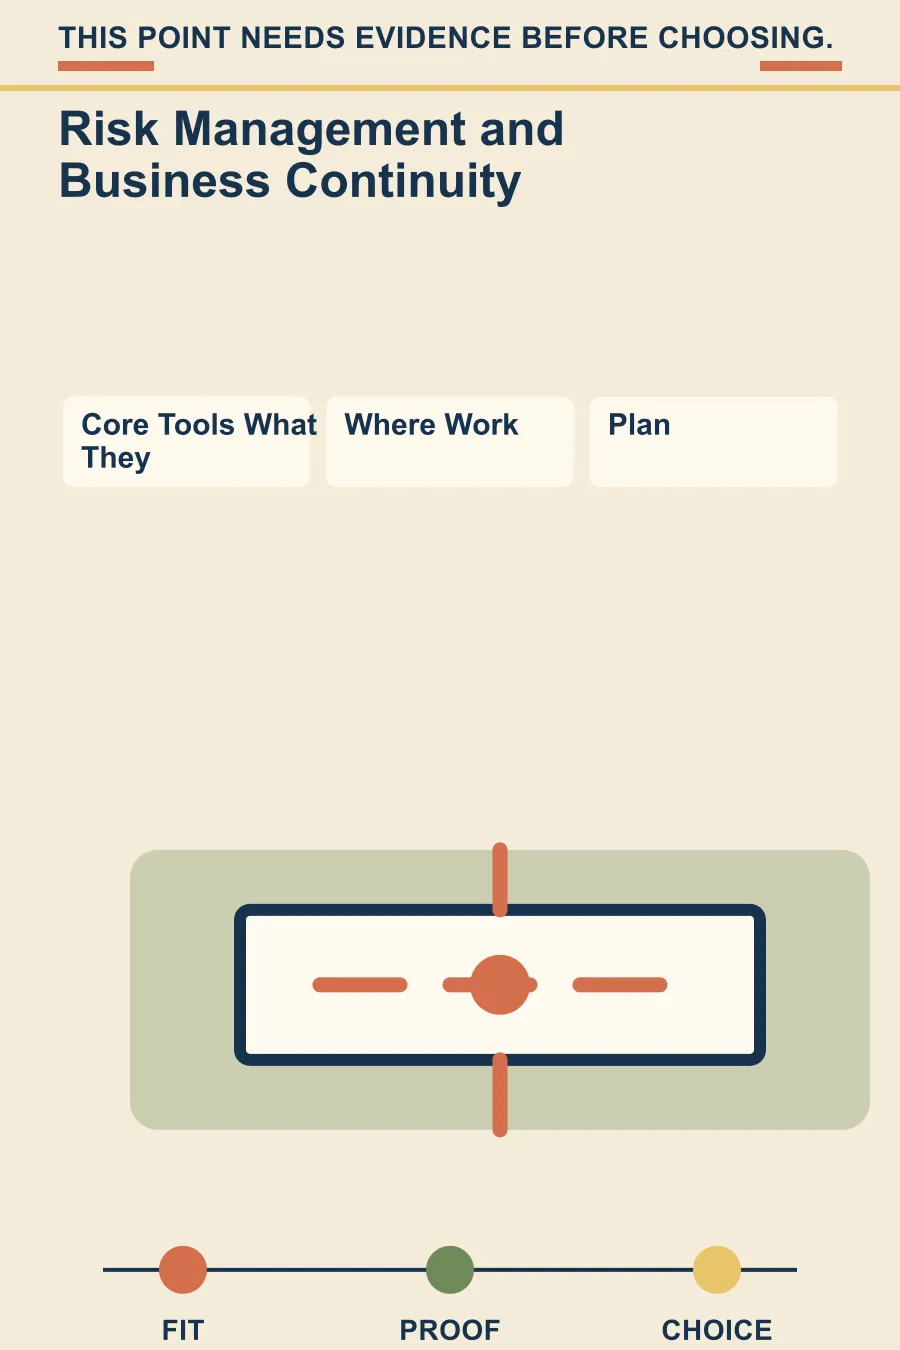 THIS POINT NEEDS EVIDENCE BEFORE CHOOSING.
Risk Management and
Business Continuity
Core Tools What
They
Where Work
Plan
FIT
PROOF
CHOICE